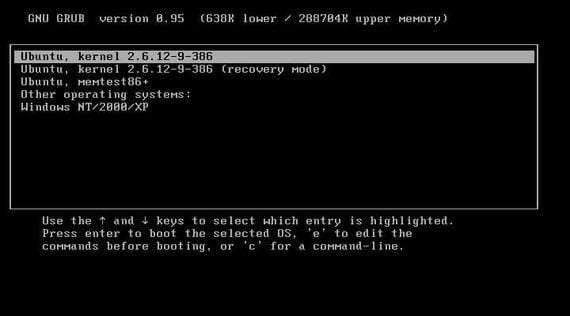 GNU GRUB version 0.95 (638K lower / 288704K upper memory)
Ubuntu, kernel 2.6.12-9-386
Ubuntu, kernel 2.6.12-9-386 (recovery mode)
Ubuntu, memtest86+
Other operating systems:
Windows NT/2000/XP
Use the ↑ and ↓ keys to select which entry is highlighted.
Press enter to boot the selected OS, 'e' to edit the
commands before booting, or 'c' for a command-line.